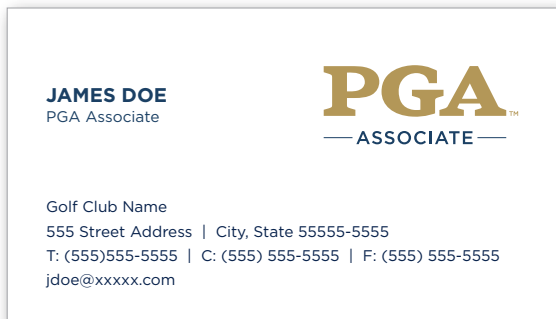 JAMES DOE
PGA Associate
PGA™
ASSOCIATE
Golf Club Name
555 Street Address | City, State 55555-5555
T: (555)555-5555 | C: (555) 555-5555 | F: (555) 555-5555
jdoe@xxxxx.com